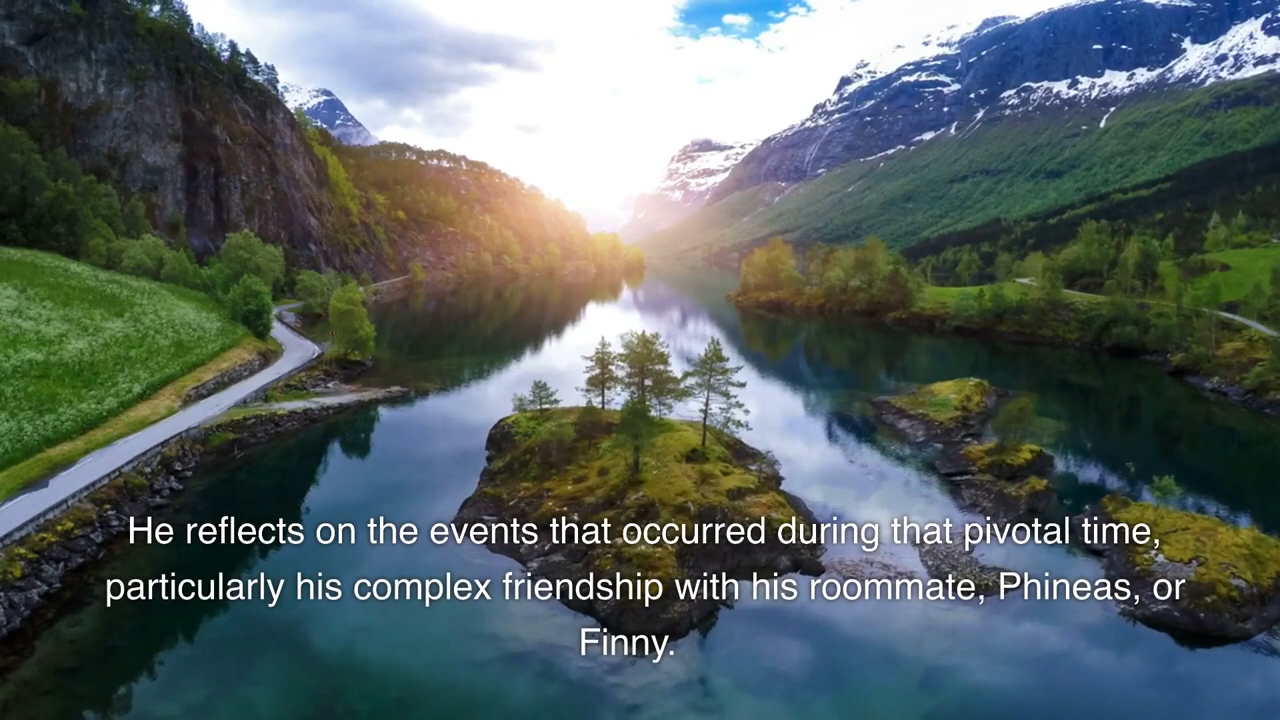 He reflects on the events that occurred during that pivotal time,
particularly his complex friendship with his roommate, Phineas, or
Finny.